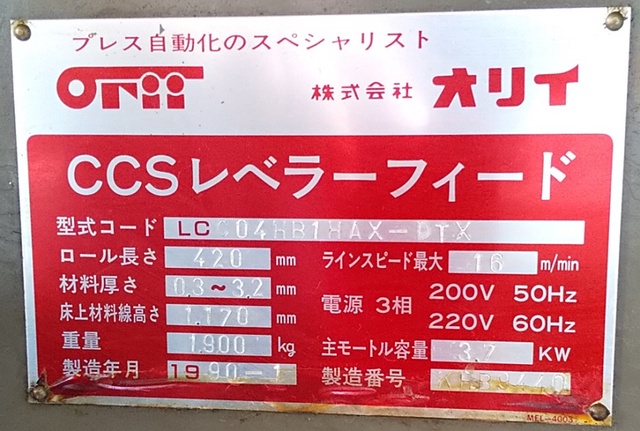 プレス自動化のスペシャリスト
orii 株式会社 オリイ
CCSレベラーフィード
型式コード LCC04HB1HAX-PTX
ロール長さ 420 mm ラインスピード最大 16 m/min
材料厚さ 0.3~3.2 mm 電源 3相 200V 50Hz
床上材料線高さ 1,170 mm 220V 60Hz
重量 1,900 kg 主モートル容量 3.7 KW
製造年月 1990-1 製造番号
MFL-4003